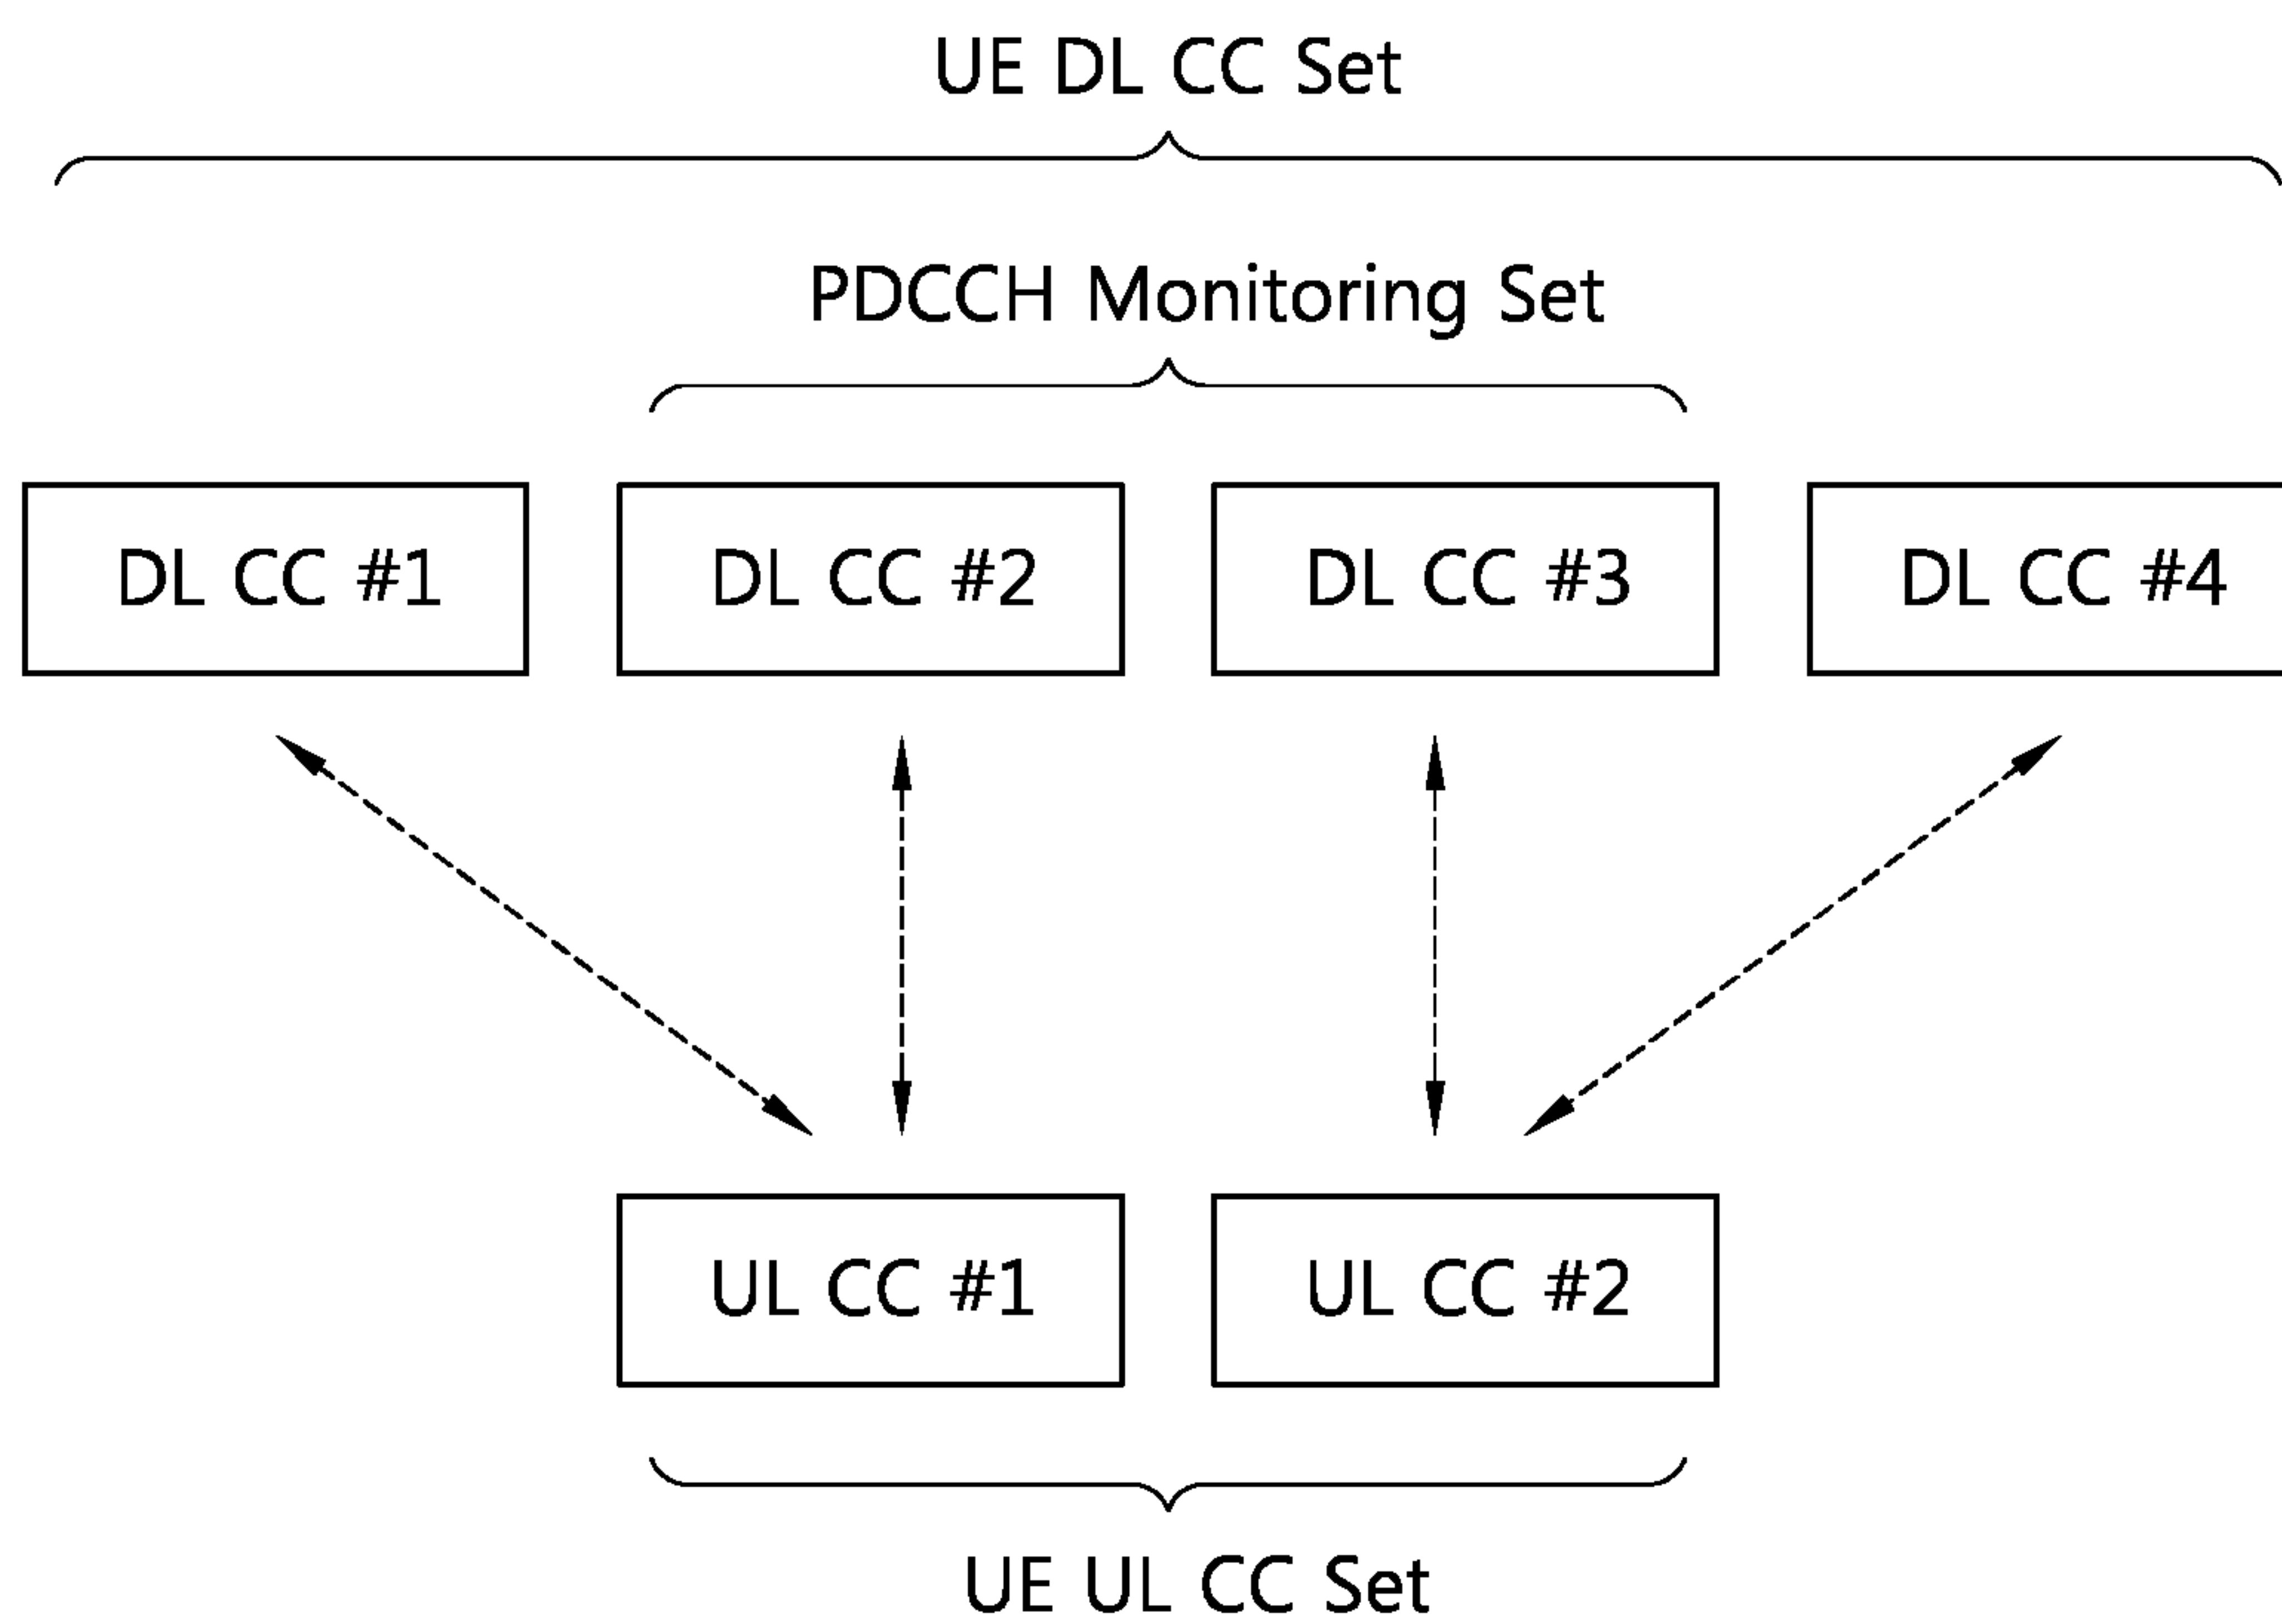 UE DL CC Set
PDCCH Monitoring Set
DL CC #1
DL CC #2
DL CC #3
DL CC #4
UL CC #1
UL CC #2
UE UL CC Set